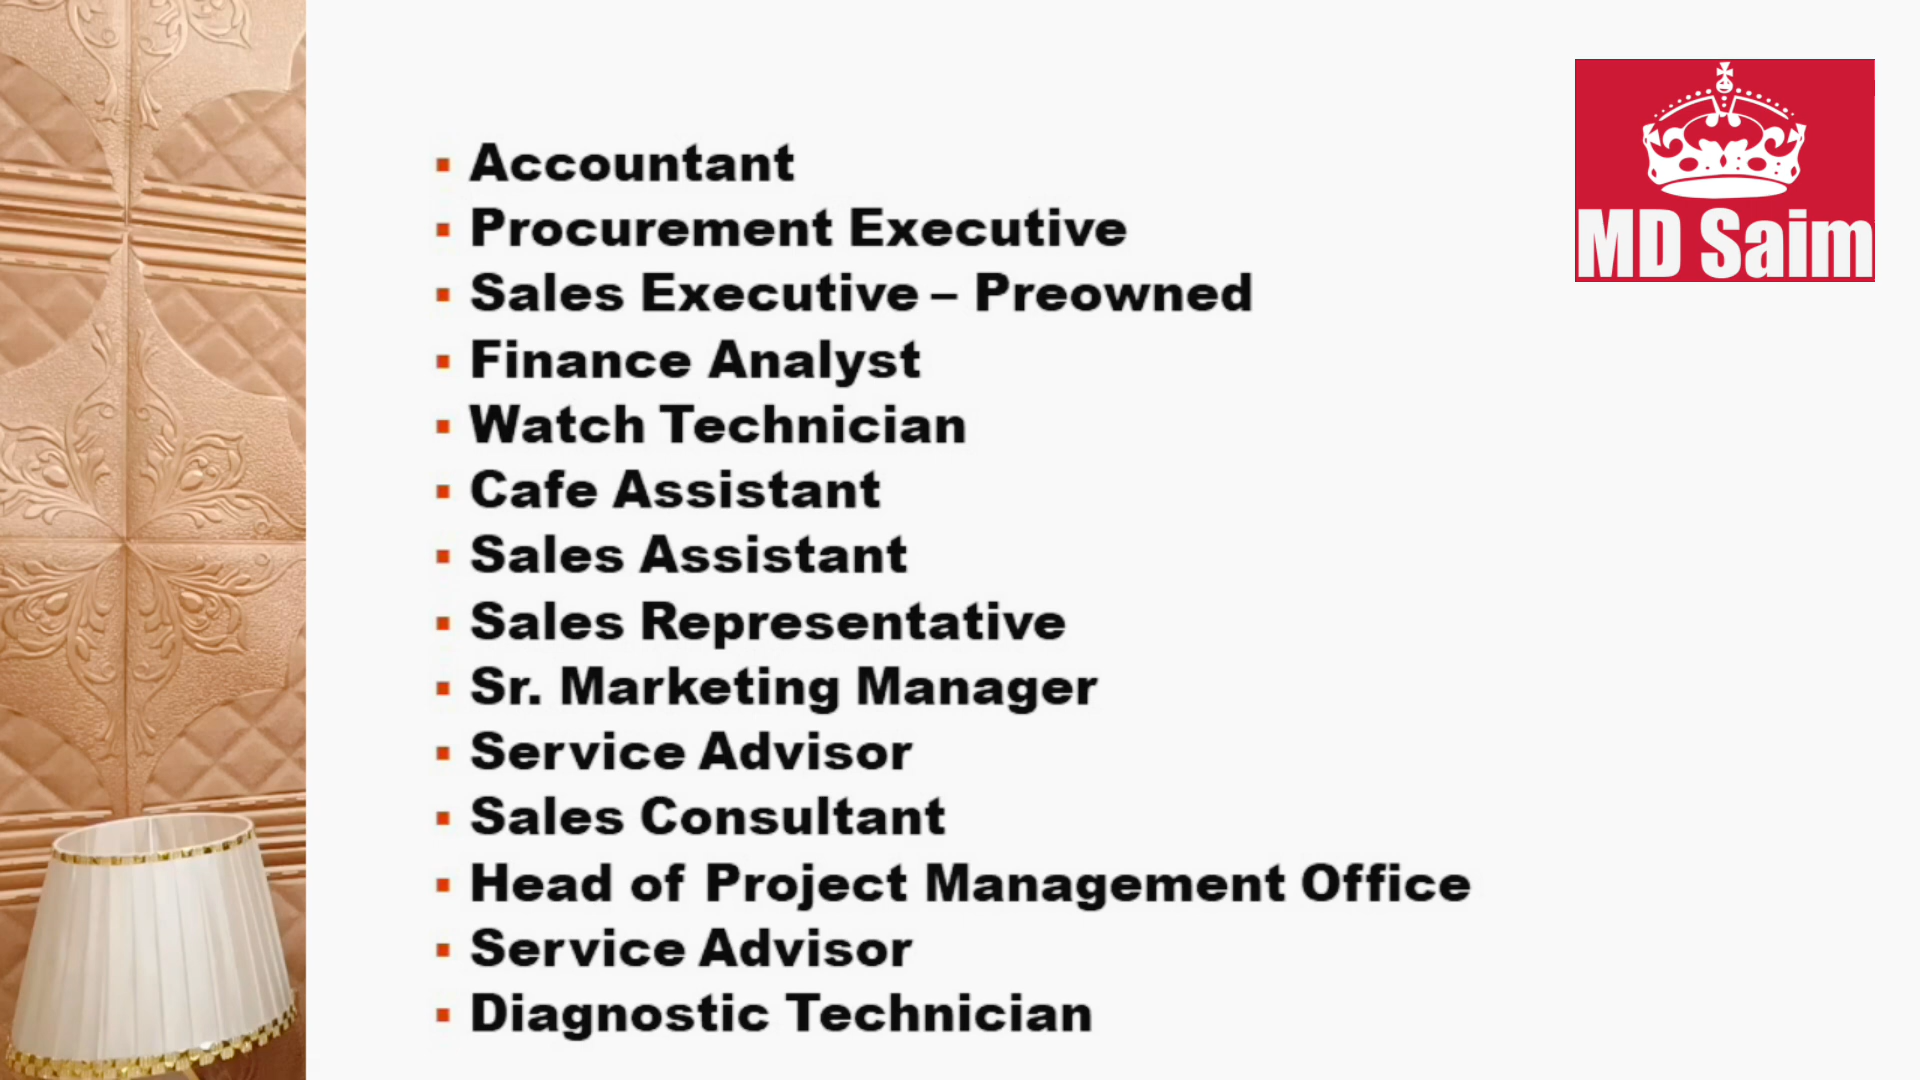 MD Saim
Accountant
Procurement Executive
Sales Executive – Preowned
Finance Analyst
Watch Technician
Cafe Assistant
Sales Assistant
Sales Representative
Sr. Marketing Manager
Service Advisor
Sales Consultant
Head of Project Management Office
Service Advisor
Diagnostic Technician